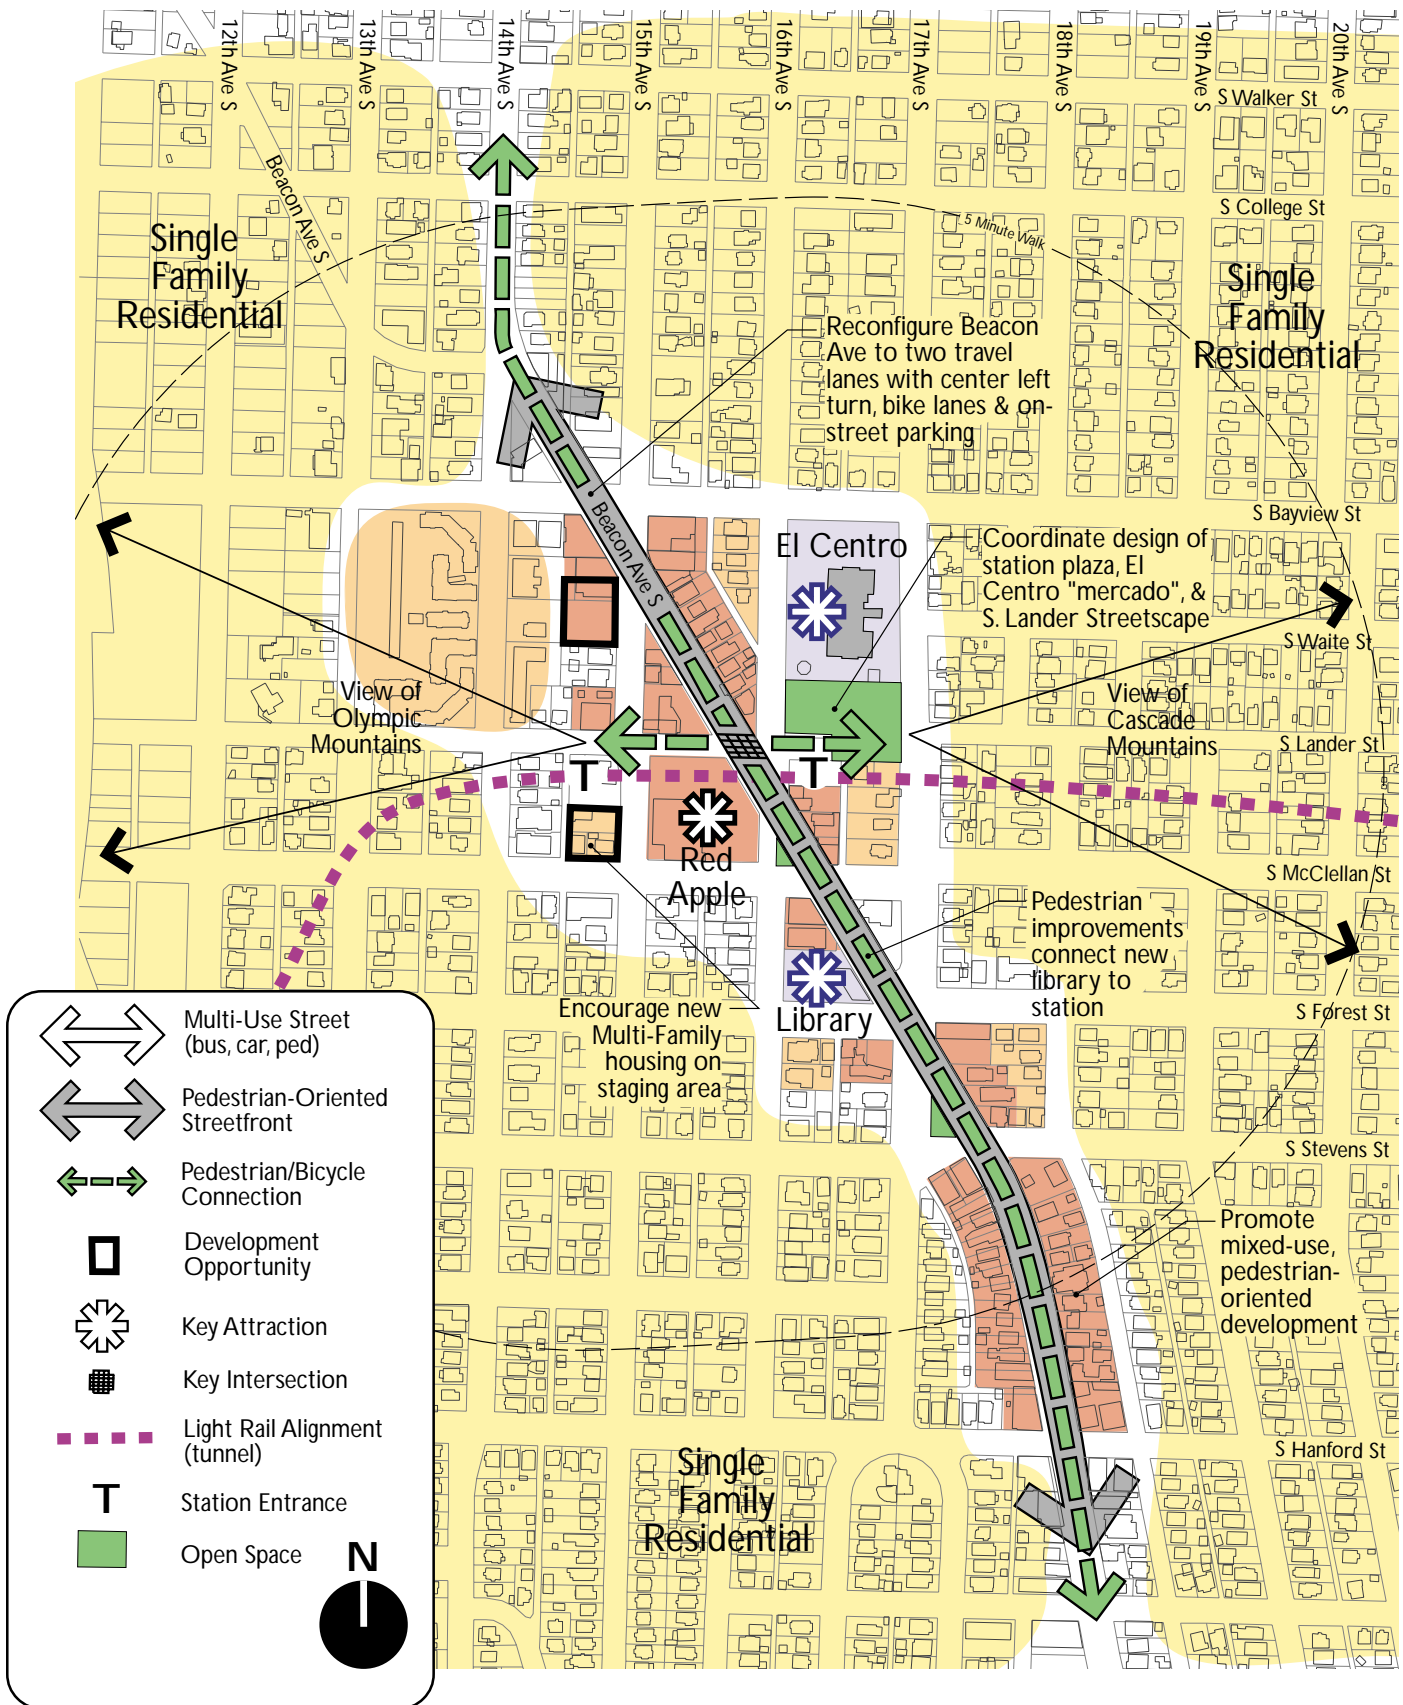 12th Ave S
13th Ave S
14th Ave S
15th Ave S
16th Ave S
17th Ave S
18th Ave S
19th Ave S
20th Ave S
S Walker St
Beacon Ave S
S College St
5 Minute Walk
Single
Family
Residential
Single
Family
Residential
Reconfigure Beacon
Ave to two travel
lanes with center left
turn, bike lanes & on-
street parking
S Bayview St
Beacon Ave S
El Centro
Coordinate design of
station plaza, El
Centro "mercado", &
S. Lander Streetscape
S Waite St
View of
Olympic
Mountains
View of
Cascade
Mountains
S Lander St
T
T
Red
Apple
S McClellan St
Pedestrian
improvements
connect new
library to
station
Encourage new
Multi-Family
housing on
staging area
Library
S Forest St
S Stevens St
Promote
mixed-use,
pedestrian-
oriented
development
S Hanford St
Single
Family
Residential
Multi-Use Street
(bus, car, ped)
Pedestrian-Oriented
Streetfront
Pedestrian/Bicycle
Connection
Development
Opportunity
Key Attraction
Key Intersection
Light Rail Alignment
(tunnel)
T
Station Entrance
Open Space
N